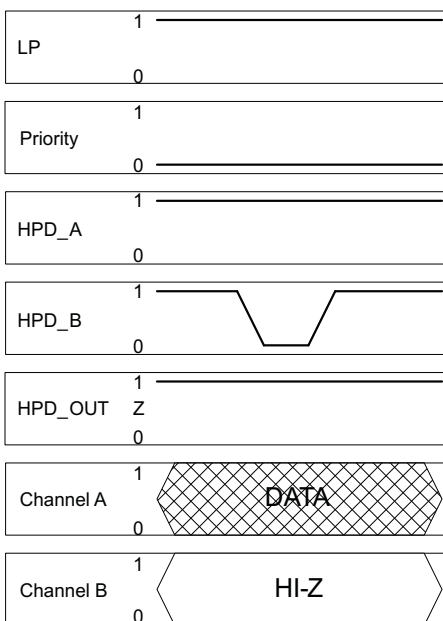 1
LP
0
1
Priority
0
1
HPD_A
0
1
HPD_B
0
1
HPD_OUT Z
0
1
Channel A DATA
0
1
Channel B HI-Z
0